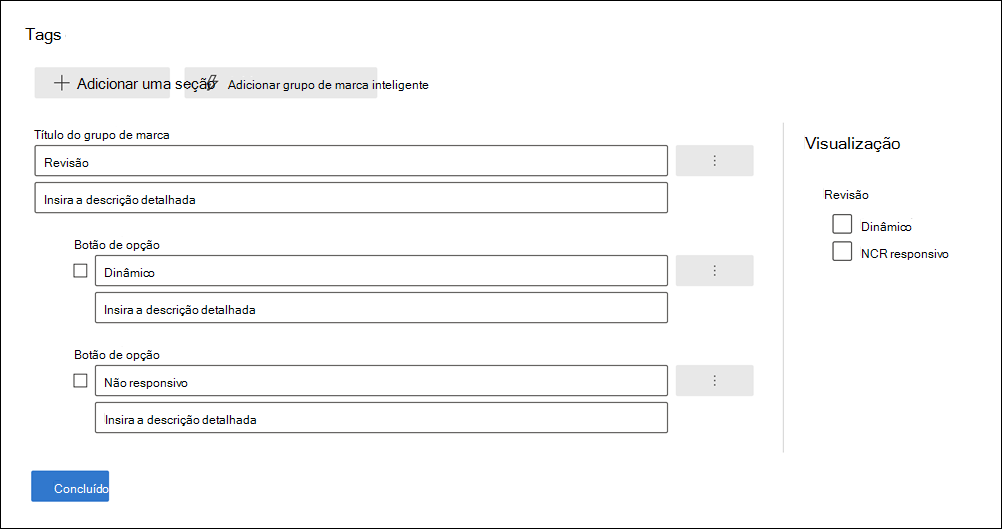 Tags
Adicionar uma seção
Adicionar grupo de marca inteligente
Título do grupo de marca
Revisão
Insira a descrição detalhada
Botão de opção
Dinâmico
Insira a descrição detalhada
Botão de opção
Não responsivo
Insira a descrição detalhada
Concluído
Visualização
Revisão
Dinâmico
NCR responsivo